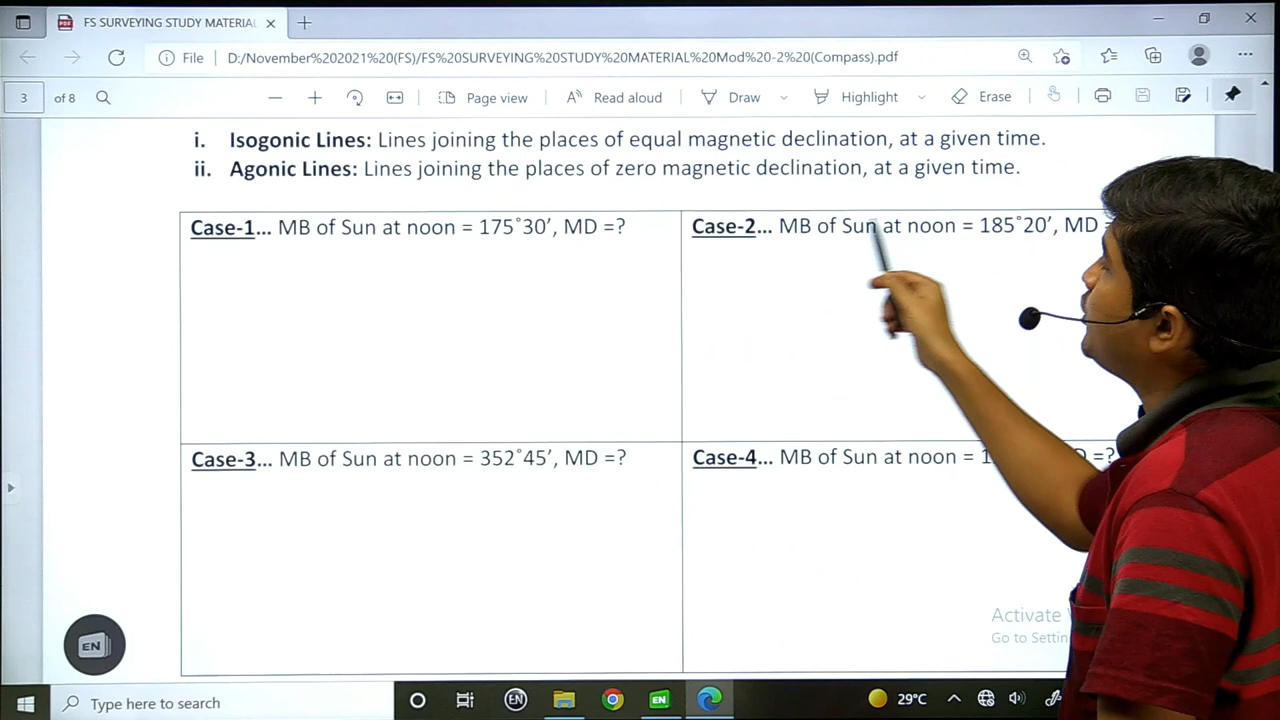 FS SURVEYING STUDY MATERIAL
File
D:/November%202021%20(FS)/FS%20SURVEYING%20STUDY%20MATERIAL%20Mod%20-2%20(Compass).pdf
3 of 8
Page view
Read aloud
Draw
Highlight
Erase
i. Isogonic Lines: Lines joining the places of equal magnetic declination, at a given time.
ii. Agonic Lines: Lines joining the places of zero magnetic declination, at a given time.
Case-1... MB of Sun at noon = 175˚30’, MD =?
Case-2... MB of Sun at noon = 185˚20’, MD =
Case-3... MB of Sun at noon = 352˚45’, MD =?
Case-4... MB of Sun at noon = 1 =?
Activate
Go to Settin
EN
Type here to search
EN
EN
29°C